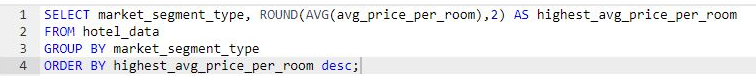 1 SELECT market_segment_type, ROUND(AVG(avg_price_per_room),2) AS highest_avg_price_per_room
2 FROM hotel_data
3 GROUP BY market_segment_type
4 ORDER BY highest_avg_price_per_room desc;